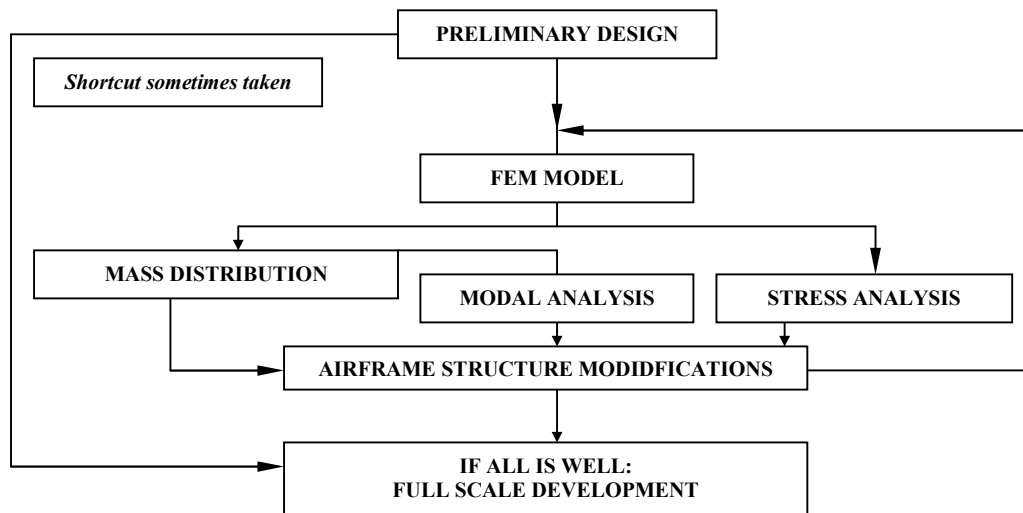 PRELIMINARY DESIGN
Shortcut sometimes taken
FEM MODEL
MASS DISTRIBUTION
MODAL ANALYSIS
STRESS ANALYSIS
AIRFRAME STRUCTURE MODIDFICATIONS
IF ALL IS WELL:
FULL SCALE DEVELOPMENT